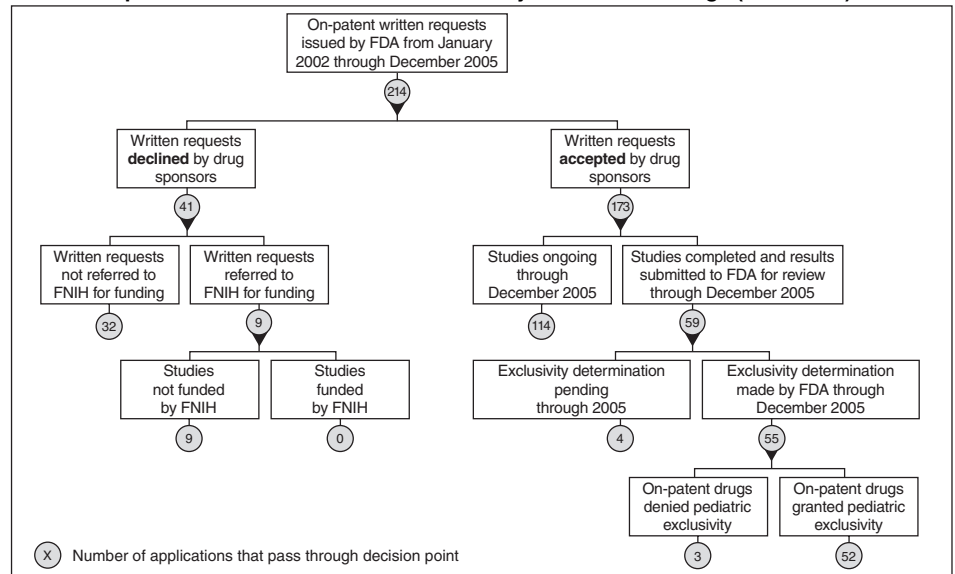 On-patent written requests
issued by FDA from January
2002 through December 2005
214
Written requests
declined by drug
sponsors
Written requests
accepted by drug
sponsors
41
173
Written requests
not referred to
FNIH for funding
Written requests
referred to
FNIH for funding
Studies ongoing
through
December 2005
Studies completed and results
submitted to FDA for review
through December 2005
32
9
114
59
Studies
not funded
by FNIH
Studies
funded
by FNIH
Exclusivity determination
pending
through 2005
Exclusivity determination
made by FDA through
December 2005
9
0
4
55
On-patent drugs
denied pediatric
exclusivity
On-patent drugs
granted pediatric
exclusivity
3
52
X Number of applications that pass through decision point